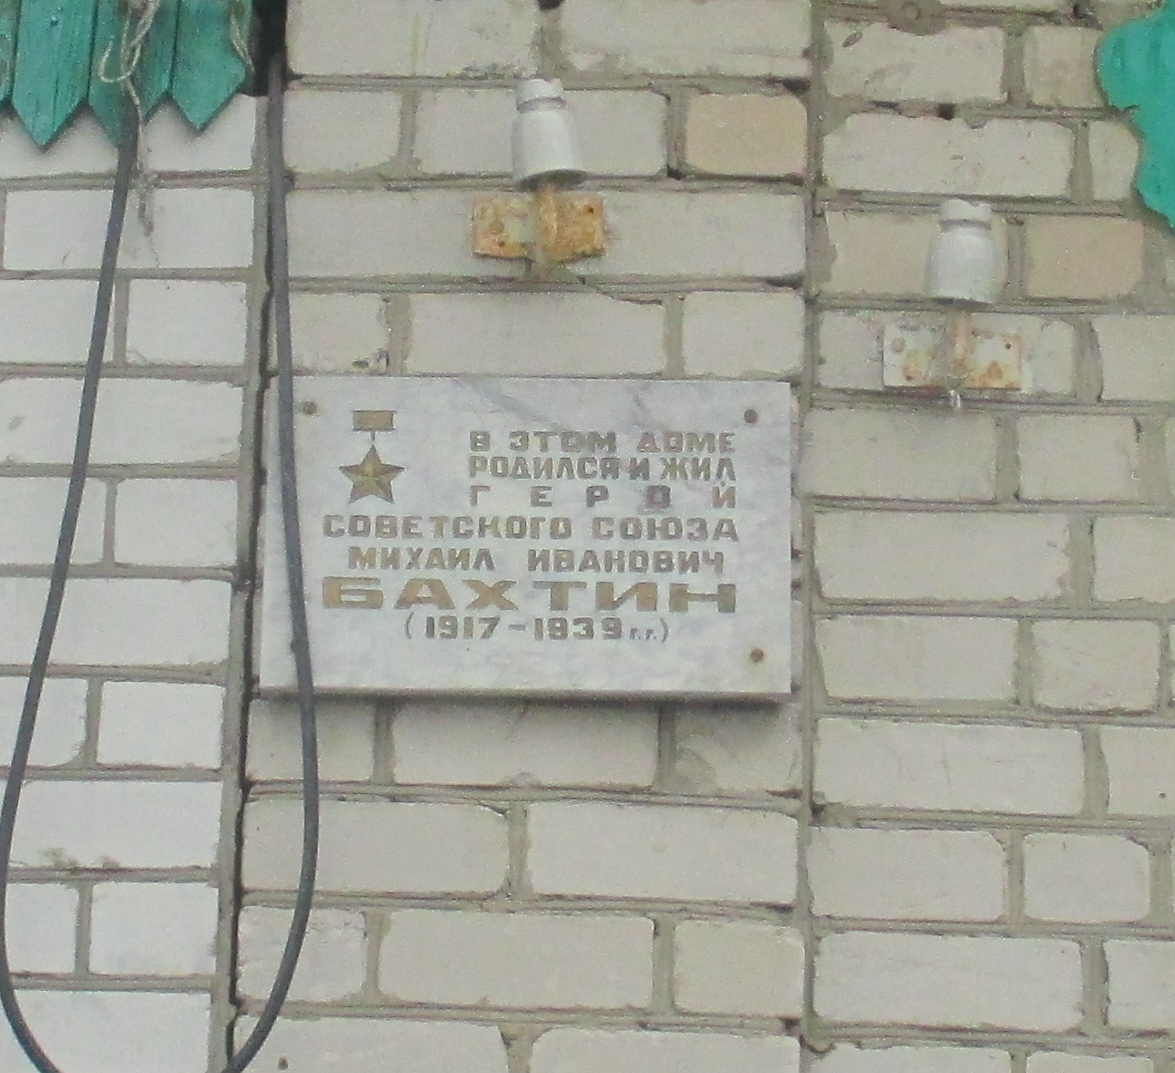 В ЭТОМ ДОМЕ
РОДИЛСЯ И ЖИЛ
ГЕРОЙ
СОВЕТСКОГО СОЮЗА
МИХАИЛ ИВАНОВИЧ
БАХТИН
(1917-1939 г.г.)